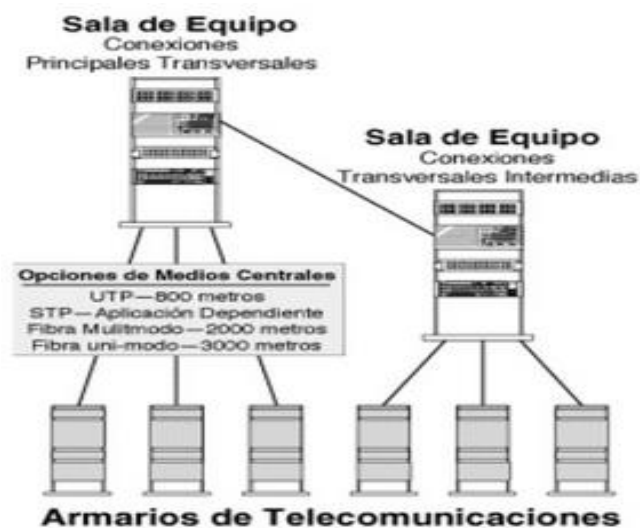 Sala de Equipo
Conexiones
Principales Transversales
Sala de Equipo
Conexiones
Transversales Intermedias
Opciones de Medios Centrales
UTP—800 metros
STP—Aplicación Dependiente
Fibra Mulitmodo—2000 metros
Fibra uni-modo—3000 metros
Armarios de Telecomunicaciones